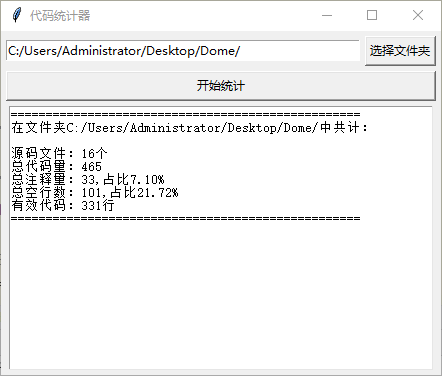 代码统计器
C:/Users/Administrator/Desktop/Dome/
选择文件夹
开始统计
==================================================
在文件夹C:/Users/Administrator/Desktop/Dome/中共计：
源码文件：16个
总代码量：465
总注释量：33,占比7.10%
总空行数：101,占比21.72%
有效代码：331行
==================================================